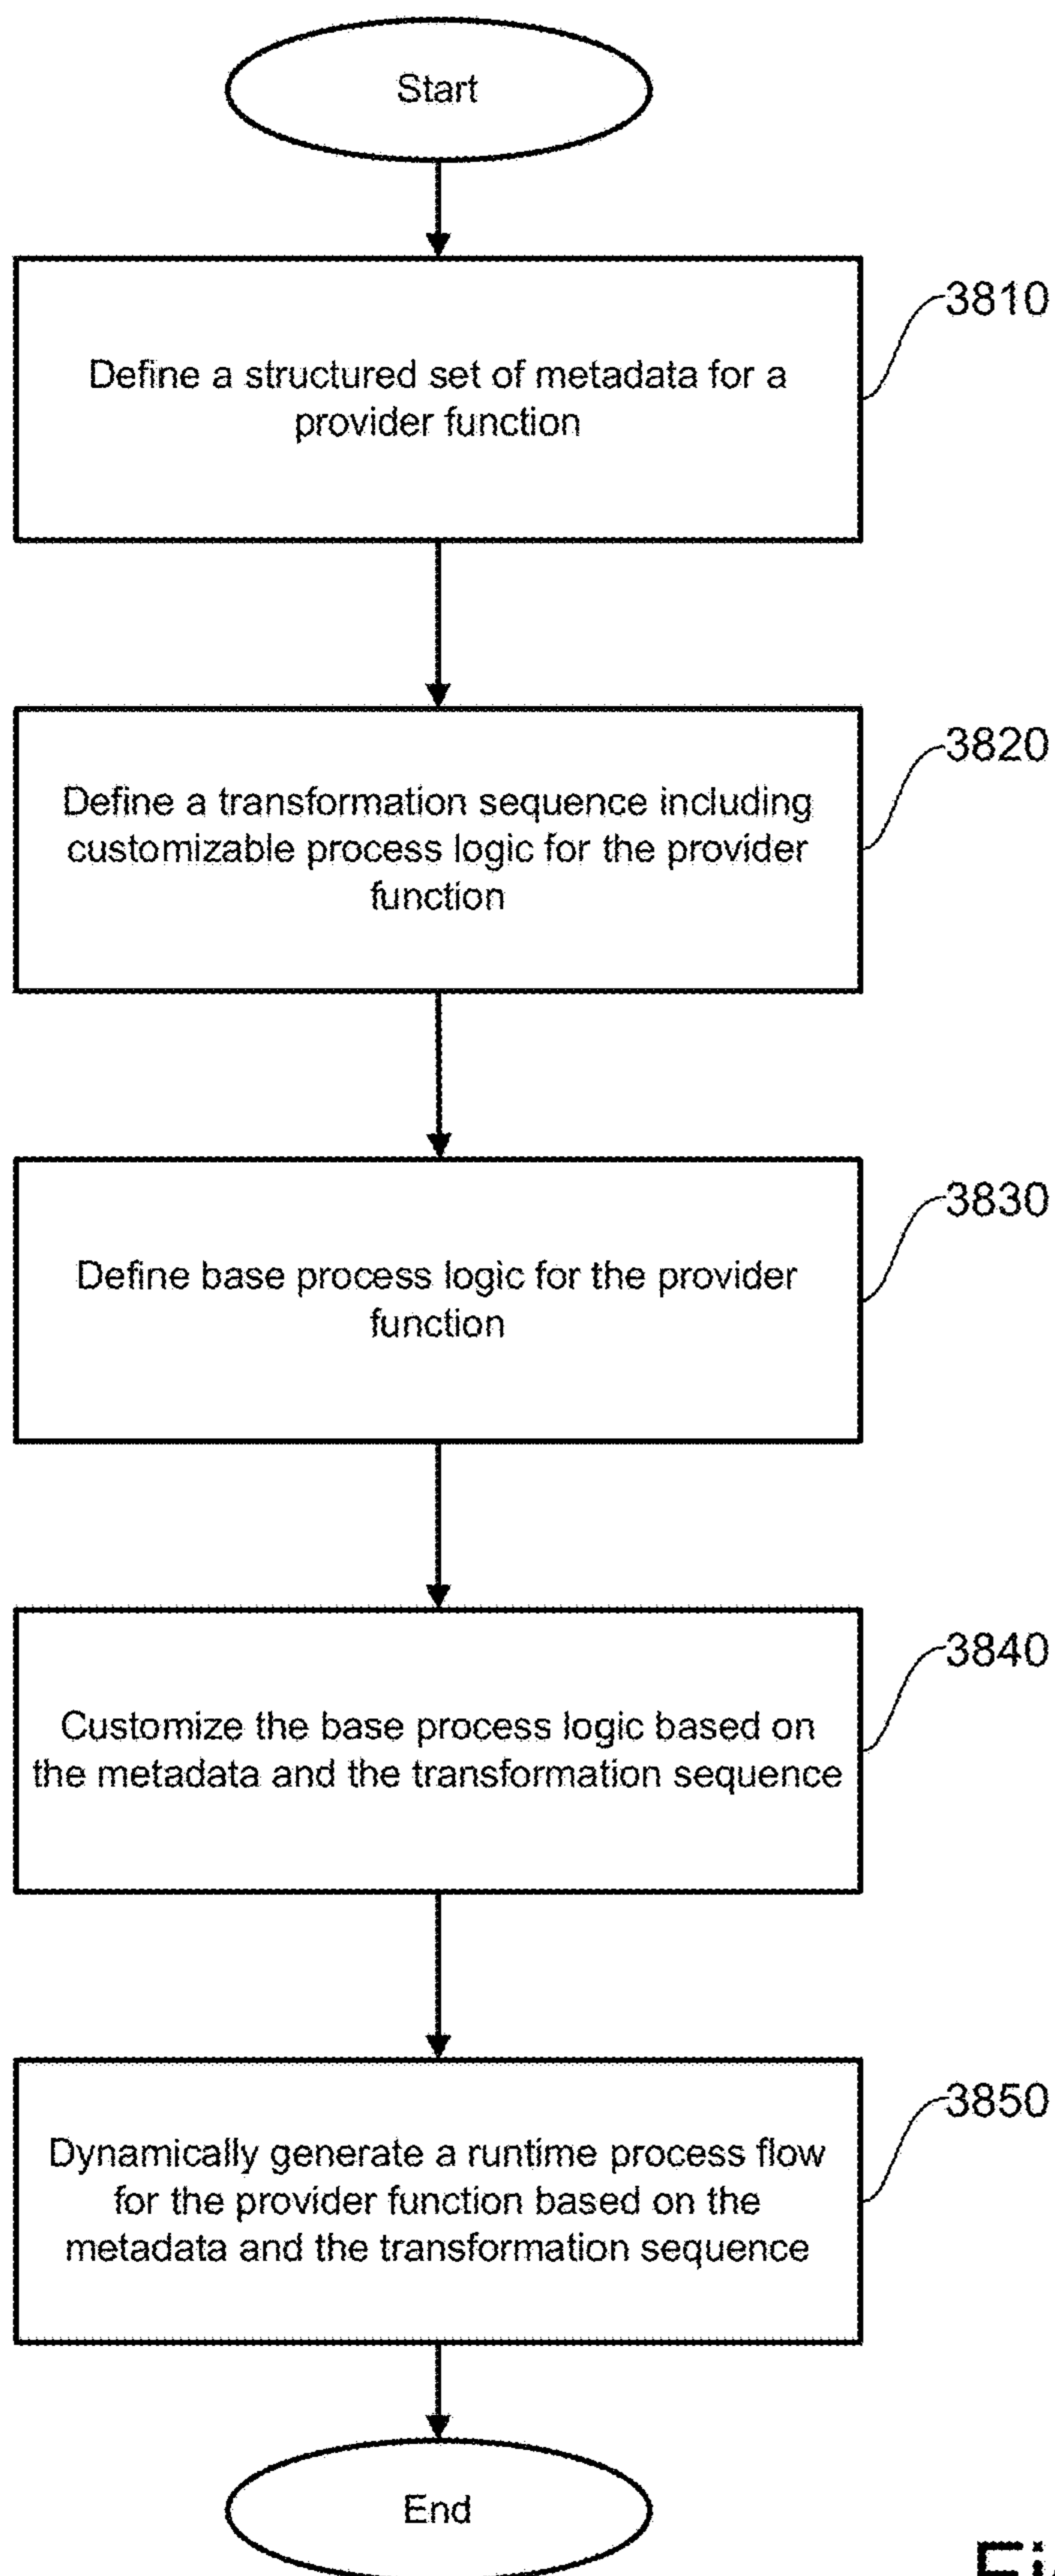 Start
3810
Define a structured set of metadata for a
provider function
3820
Define a transformation sequence including
customizable process logic for the provider
function
3830
Define base process logic for the provider
function
3840
Customize the base process logic based on
the metadata and the transformation sequence
3850
Dynamically generate a runtime process flow
for the provider function based on the
metadata and the transformation sequence
End